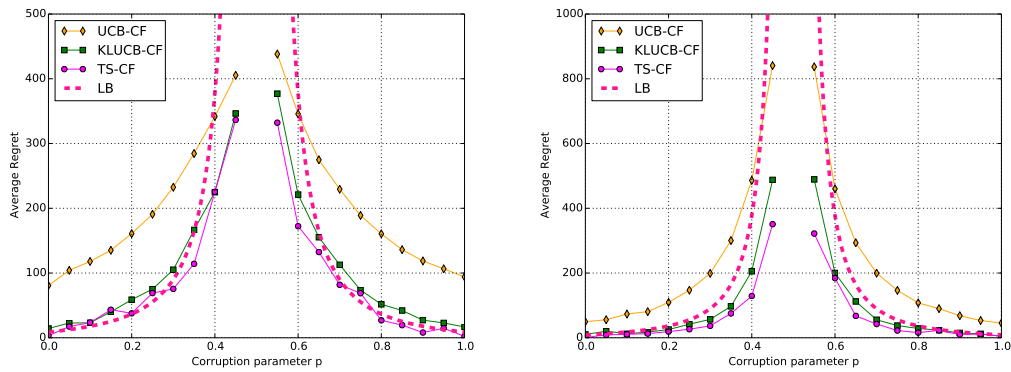 500
400
300
200
100
0
0.0 0.2 0.4 0.6 0.8 1.0
Average Regret
Corruption parameter p
UCB-CF
KLUCB-CF
TS-CF
LB
1000
800
600
400
200
0
0.0 0.2 0.4 0.6 0.8 1.0
Average Regret
Corruption parameter p
UCB-CF
KLUCB-CF
TS-CF
LB